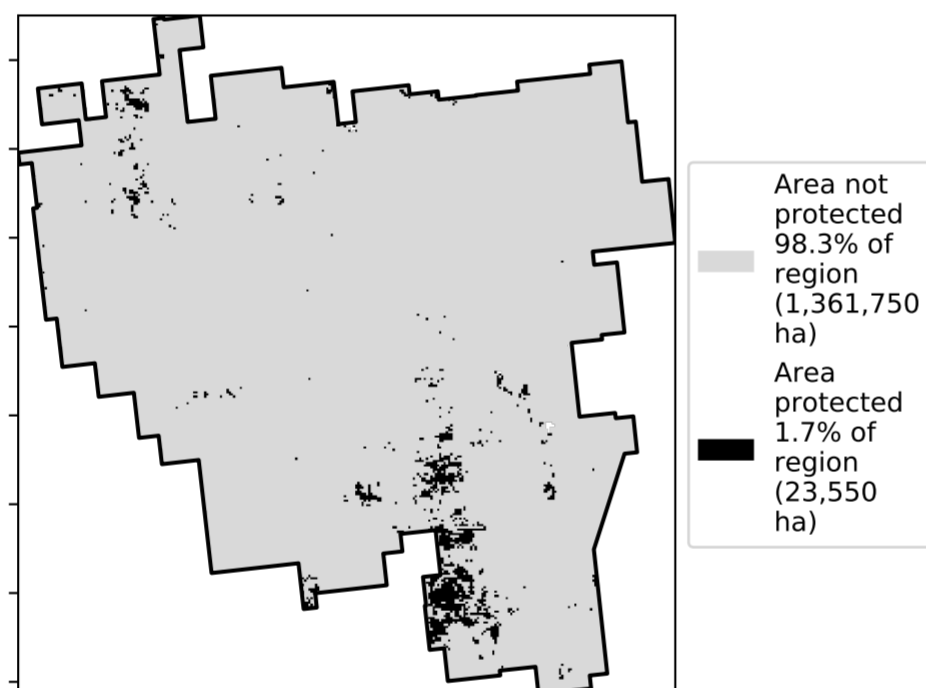 Area not
protected
98.3% of
region
(1,361,750
ha)
Area
protected
1.7% of
region
(23,550
ha)